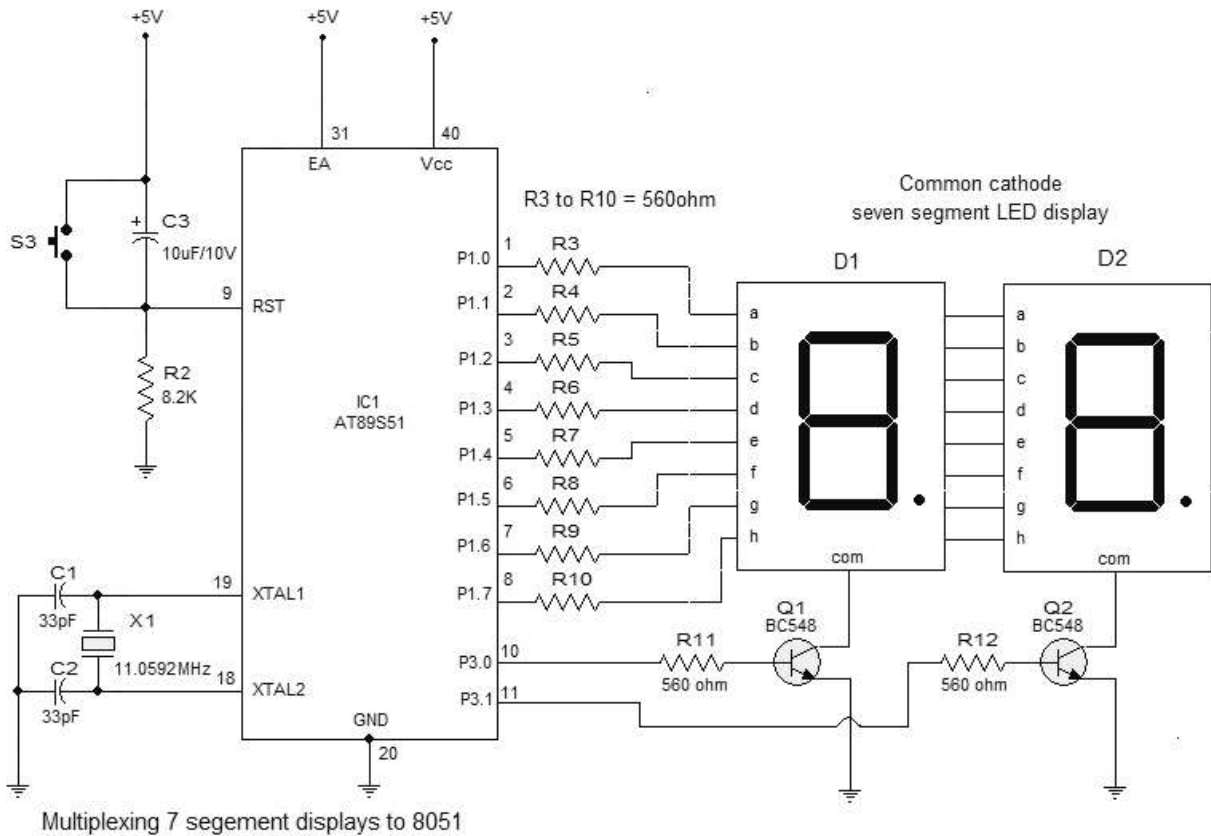 +5V
+5V
+5V
31
40
EA
Vcc
R3 to R10 = 560ohm
Common cathode
seven segment LED display
S3
+
C3
10uF/10V
9
RST
R2
8.2K
IC1
AT89S51
P1.0
1
R3
P1.1
2
R4
P1.2
3
R5
P1.3
4
R6
P1.4
5
R7
P1.5
6
R8
P1.6
7
R9
P1.7
8
R10
D1
a
b
c
d
e
f
g
h
com
D2
a
b
c
d
e
f
g
h
com
C1
33pF
X1
11.0592MHz
C2
33pF
19
XTAL1
18
XTAL2
P3.0
10
R11
560 ohm
Q1
BC548
P3.1
11
R12
560 ohm
Q2
BC548
GND
20
Multiplexing 7 segement displays to 8051